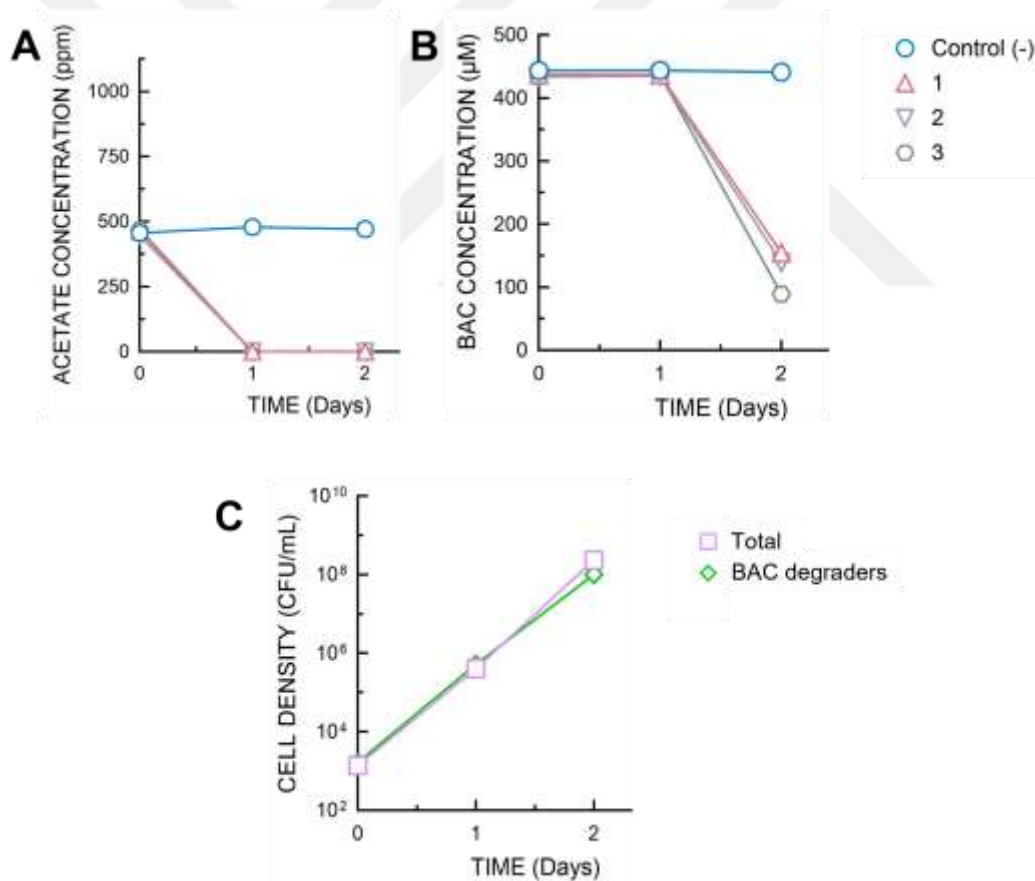 A
ACETATE CONCENTRATION (ppm)
1000
750
500
250
0
0
1
2
TIME (Days)
B
BAC CONCENTRATION (µM)
500
400
300
200
100
0
0
1
2
TIME (Days)
Control (-)
1
2
3
C
CELL DENSITY (CFU/mL)
10¹⁰
10⁸
10⁶
10⁴
10²
0
1
2
TIME (Days)
Total
BAC degraders